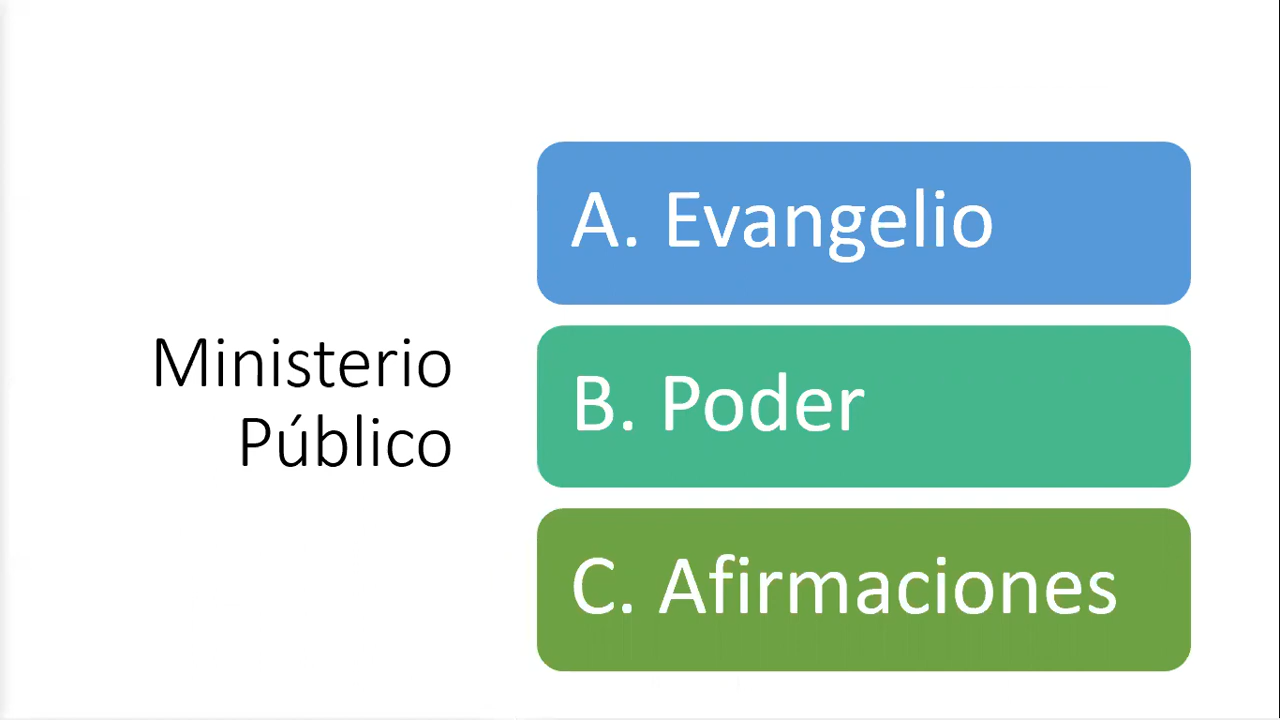 Ministerio
Público
A. Evangelio
B. Poder
C. Afirmaciones